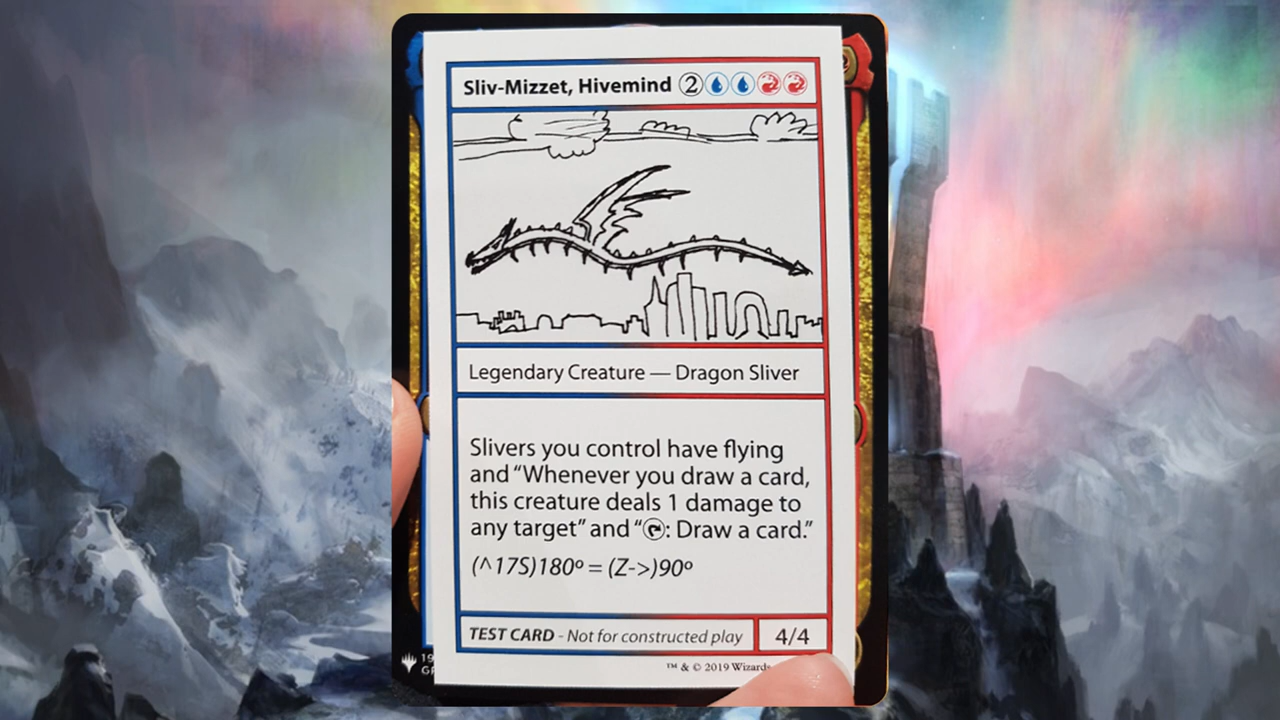 Sliv-Mizzet, Hivemind 2
Legendary Creature — Dragon Sliver
Slivers you control have flying
and “Whenever you draw a card,
this creature deals 1 damage to
any target” and “: Draw a card.”
(^17S)180º = (Z->)90º
TEST CARD - Not for constructed play
4/4
™ & © 2019 Wizards